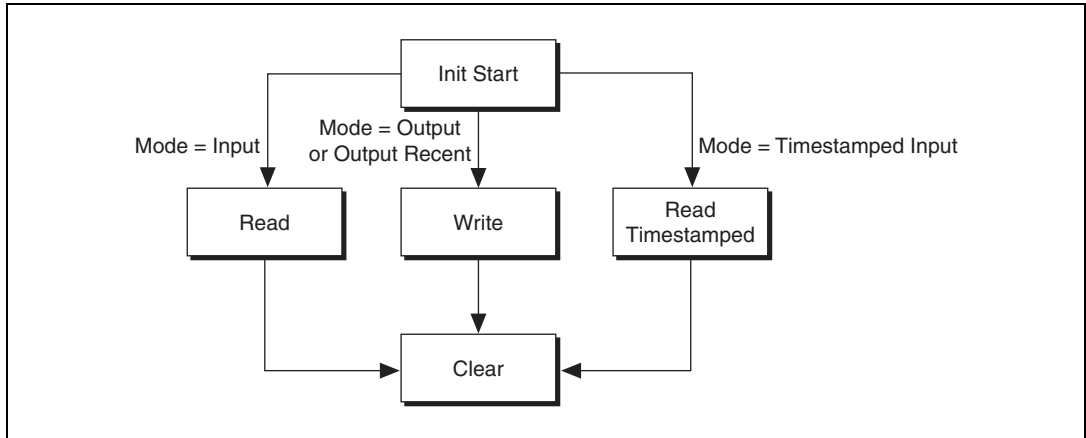 Init Start
Mode = Input
Mode = Output
or Output Recent
Mode = Timestamped Input
Read
Write
Read
Timestamped
Clear